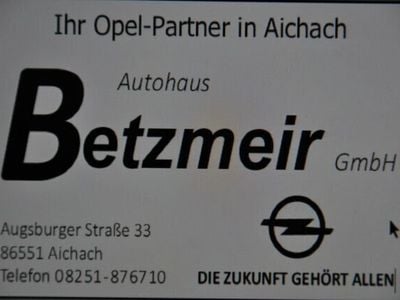 Ihr Opel-Partner in Aichach
Autohaus
Betzmeir GmbH
Augsburger Straße 33
86551 Aichach
Telefon 08251-876710
DIE ZUKUNFT GEHÖRT ALLEN